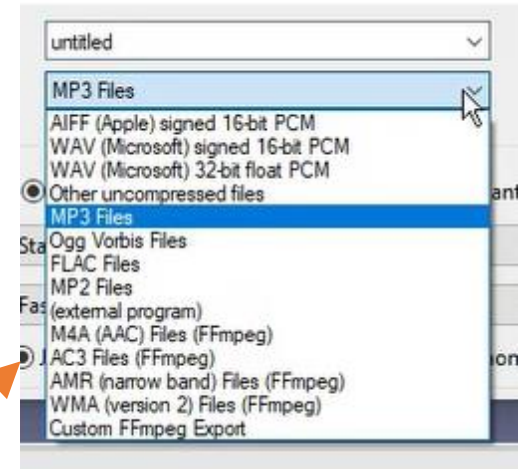 untitled
MP3 Files
AIFF (Apple) signed 16-bit PCM
WAV (Microsoft) signed 16-bit PCM
WAV (Microsoft) 32-bit float PCM
Other uncompressed files
MP3 Files
Ogg Vorbis Files
FLAC Files
MP2 Files
(external program)
M4A (AAC) Files (FFmpeg)
AC3 Files (FFmpeg)
AMR (narrow band) Files (FFmpeg)
WMA (version 2) Files (FFmpeg)
Custom FFmpeg Export